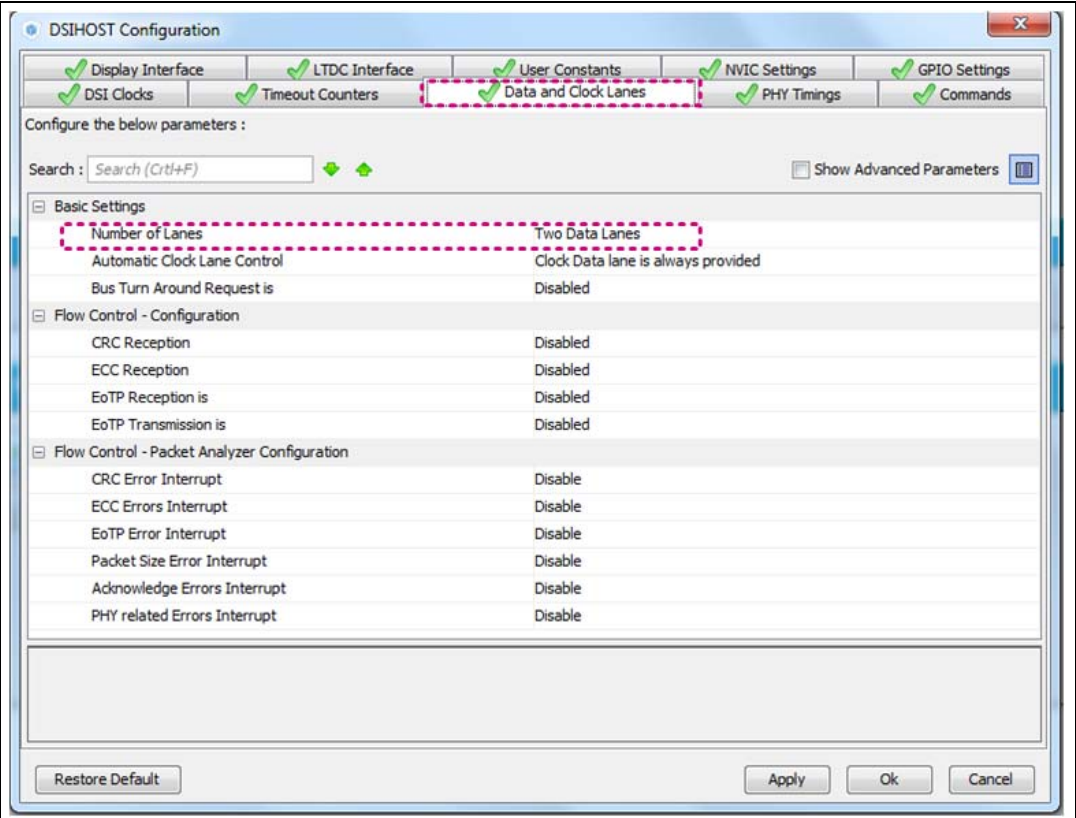 DSIHOST Configuration
Display Interface LTDC Interface User Constants NVIC Settings GPIO Settings
DSI Clocks Timeout Counters Data and Clock Lanes PHY Timings Commands
Configure the below parameters :
Search : Search (Crtl+F) Show Advanced Parameters
Basic Settings
Number of Lanes Two Data Lanes
Automatic Clock Lane Control Clock Data lane is always provided
Bus Turn Around Request is Disabled
Flow Control - Configuration
CRC Reception Disabled
ECC Reception Disabled
EoTP Reception is Disabled
EoTP Transmission is Disabled
Flow Control - Packet Analyzer Configuration
CRC Error Interrupt Disable
ECC Errors Interrupt Disable
EoTP Error Interrupt Disable
Packet Size Error Interrupt Disable
Acknowledge Errors Interrupt Disable
PHY related Errors Interrupt Disable
Restore Default Apply Ok Cancel